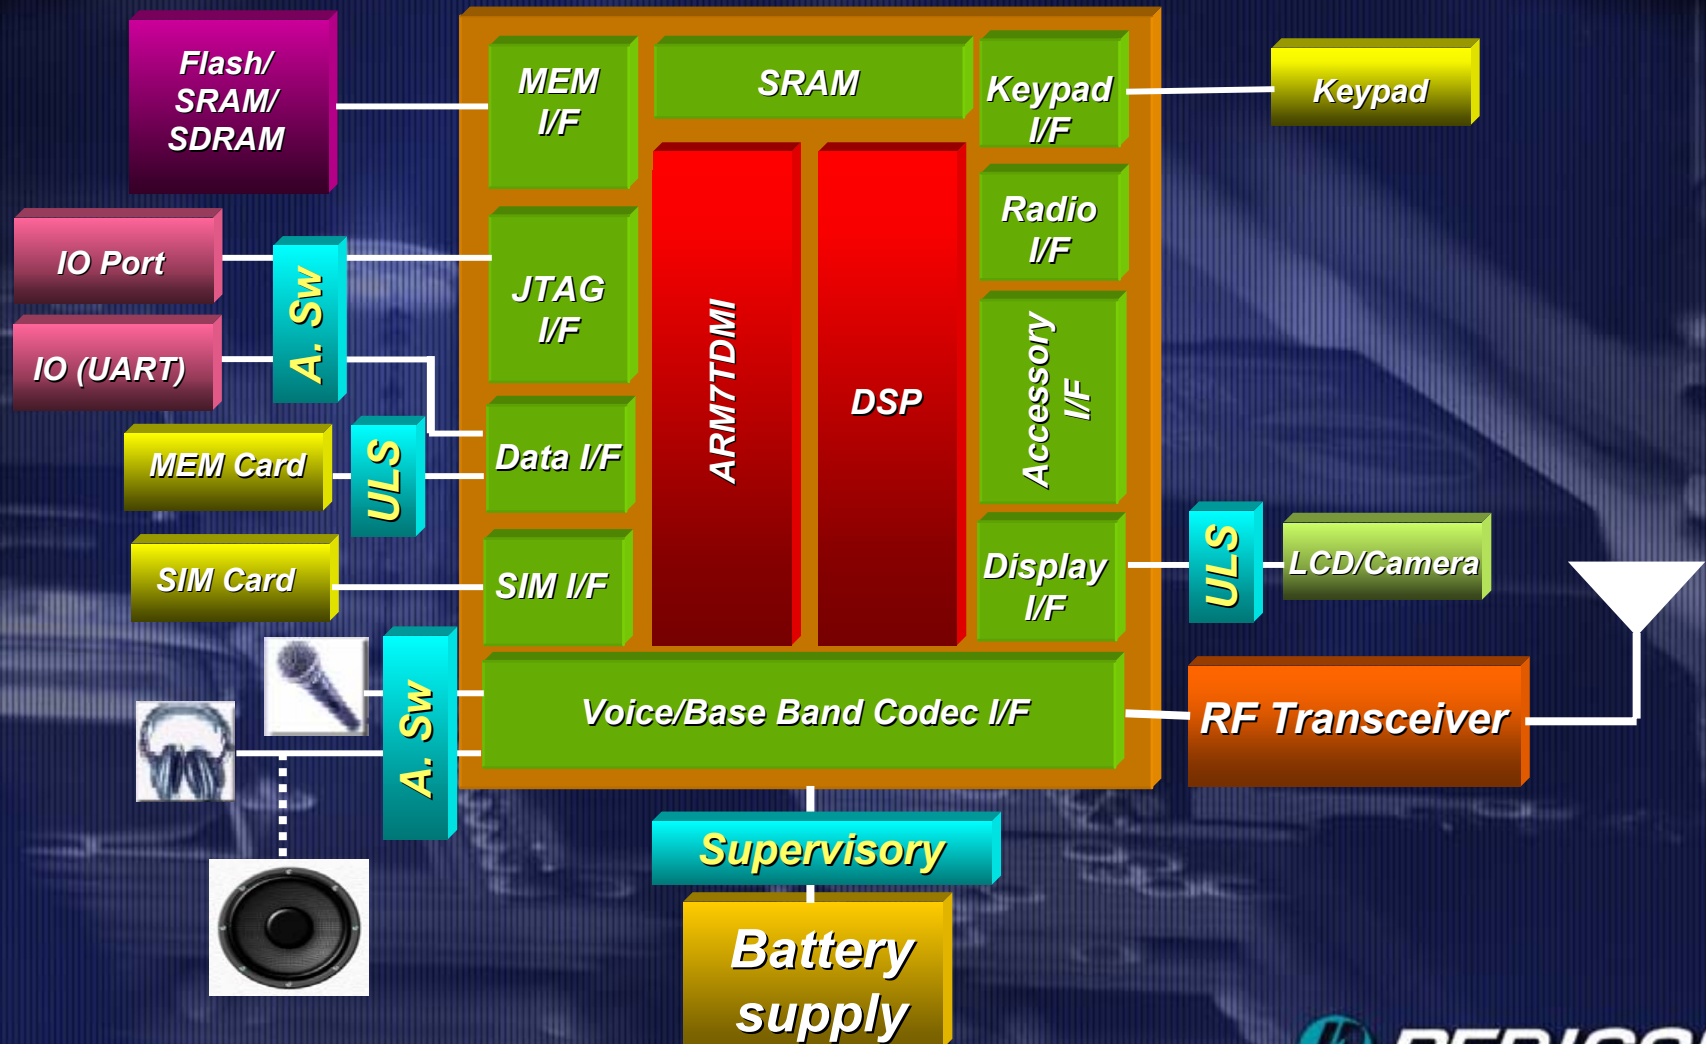 Flash/
SRAM/
SDRAM
MEM
I/F
SRAM
Keypad
I/F
Keypad
IO Port
A. Sw
JTAG
I/F
Radio
I/F
IO (UART)
ARM7TDMI
DSP
Accessory
I/F
MEM Card
ULS
Data I/F
SIM Card
SIM I/F
Display
I/F
ULS
LCD/Camera
A. Sw
Voice/Base Band Codec I/F
RF Transceiver
Supervisory
Battery
supply